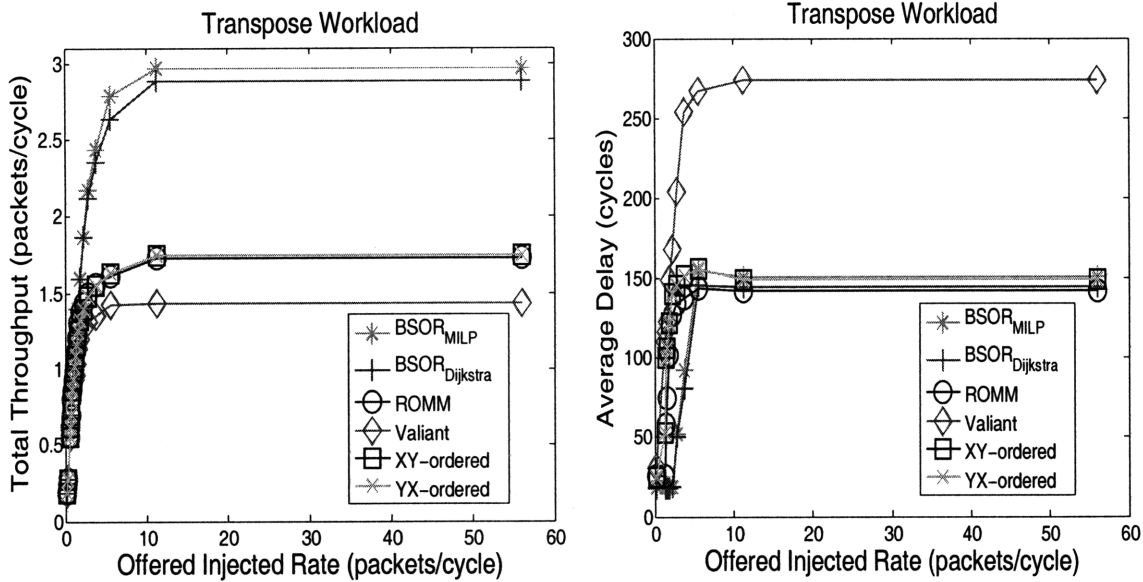 Transpose Workload
Total Throughput (packets/cycle)
3
2.5
2
1.5
1
0.5
0
0
10
20
30
40
50
60
Offered Injected Rate (packets/cycle)
BSOR_MILP
BSOR_Dijkstra
ROMM
Valiant
XY-ordered
YX-ordered
Transpose Workload
Average Delay (cycles)
300
250
200
150
100
50
0
0
10
20
30
40
50
60
Offered Injected Rate (packets/cycle)
BSOR_MILP
BSOR_Dijkstra
ROMM
Valiant
XY-ordered
YX-ordered